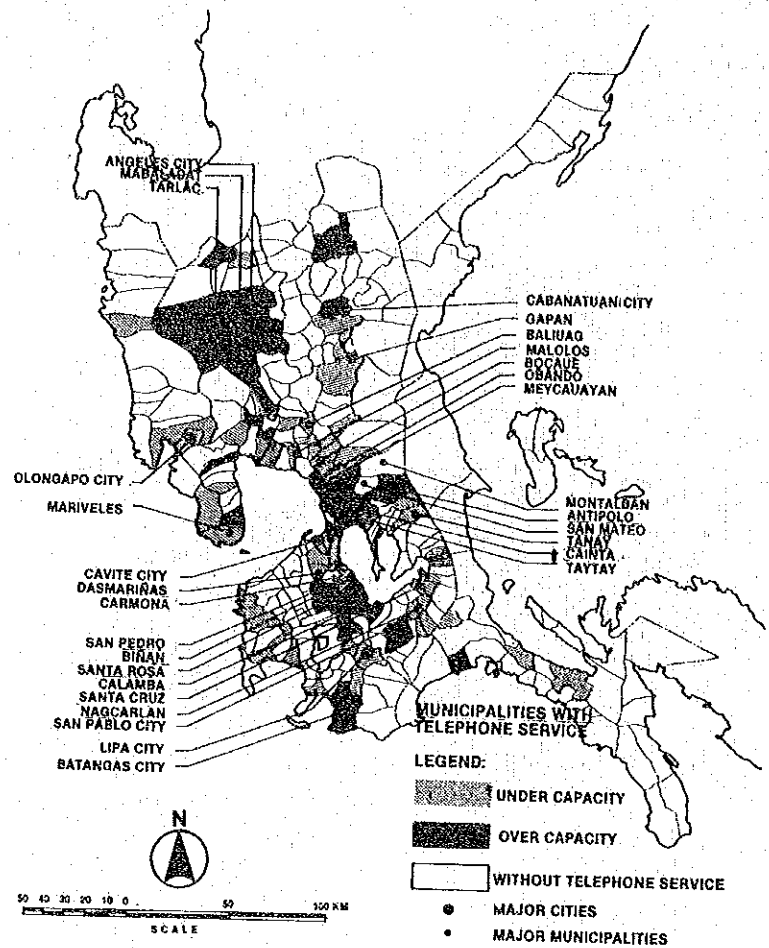 ANGELES CITY
MABALACAT
TARLAC
CABANATUAN CITY
GAPAN
BALIUAG
MALOLOS
BOCAUE
OBANDO
MEYCAUAYAN
OLONGAPO CITY
MARIVELES
MONTALBAN
ANTIPOLO
SAN MATEO
TANAY
CAINTA
TAYTAY
CAVITE CITY
DASMARIÑAS
CARMONA
SAN PEDRO
BIÑAN
SANTA ROSA
CALAMBA
SANTA CRUZ
NAGCARLAN
SAN PABLO CITY
LIPA CITY
BATANGAS CITY
MUNICIPALITIES WITH
TELEPHONE SERVICE
LEGEND:
UNDER CAPACITY
OVER CAPACITY
WITHOUT TELEPHONE SERVICE
MAJOR CITIES
MAJOR MUNICIPALITIES
N
50 40 30 20 10 0 50 100 KM
SCALE